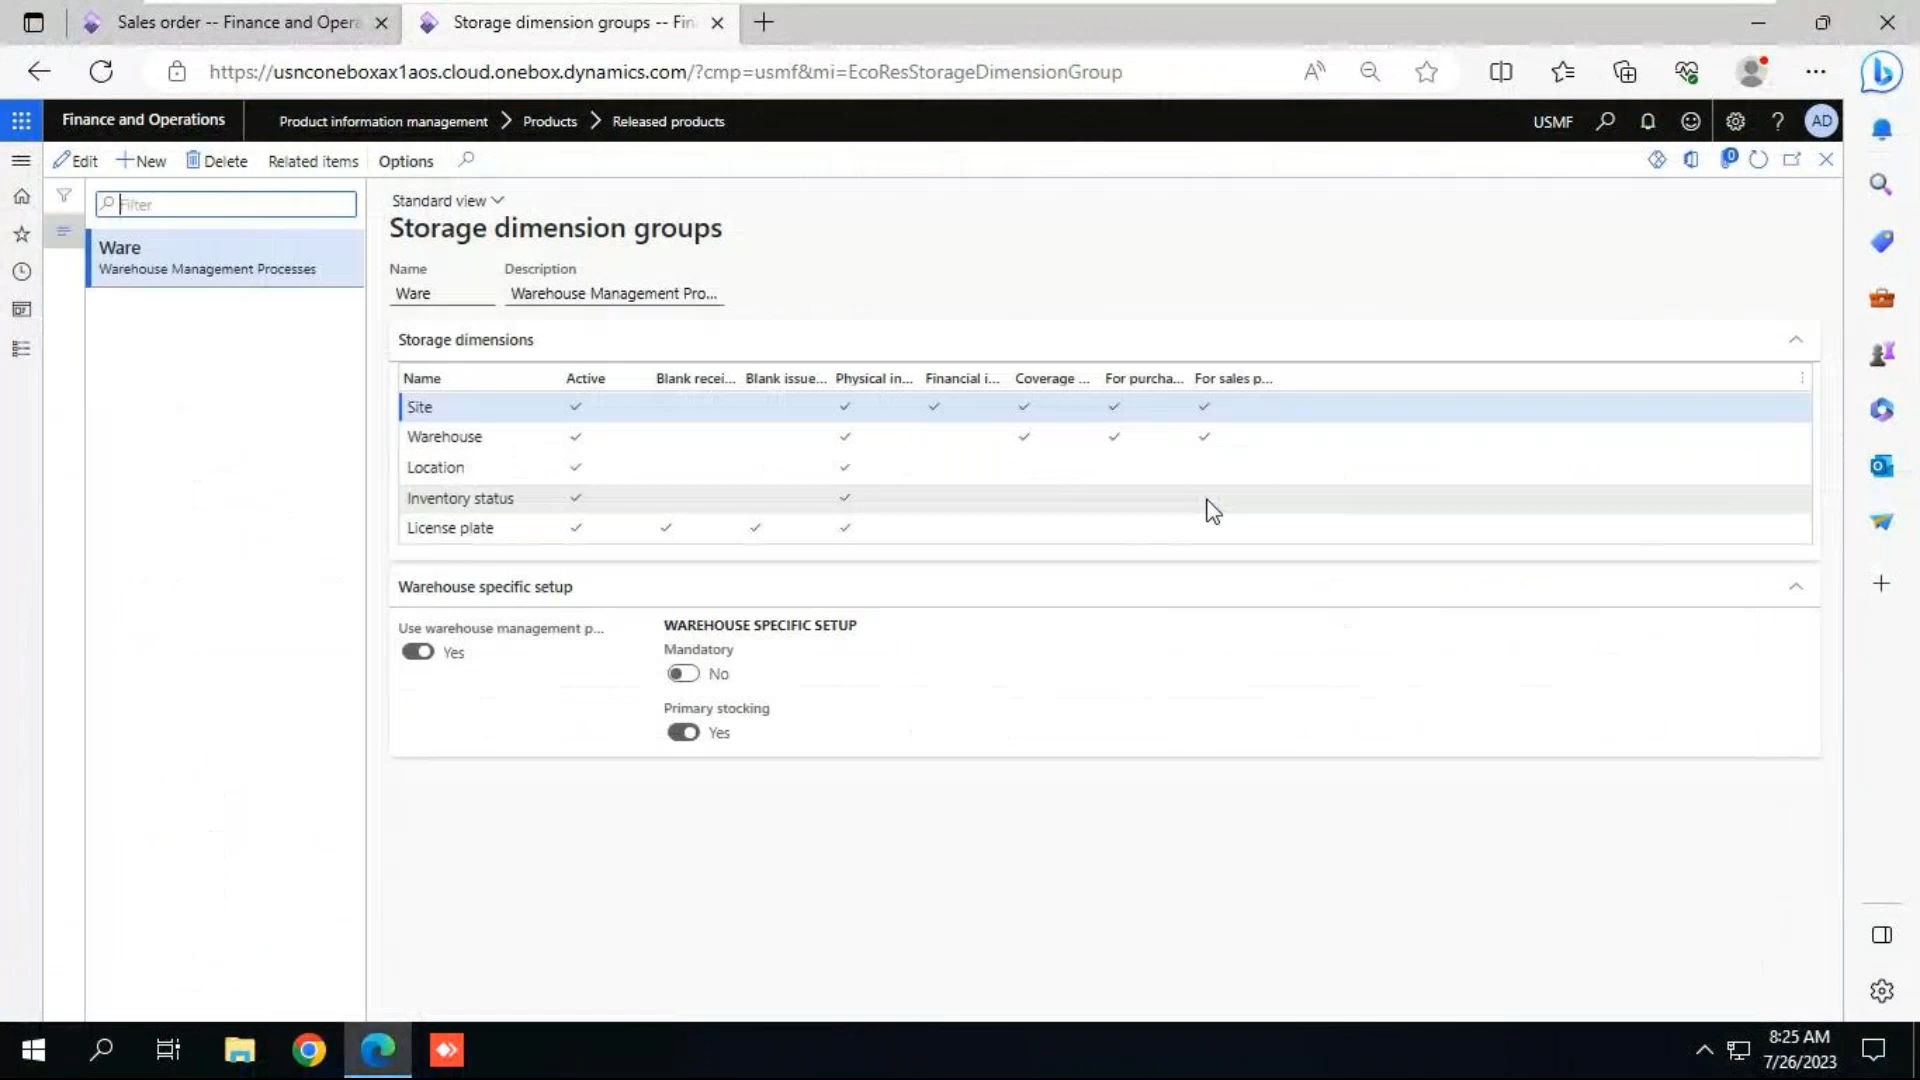 Sales order -- Finance and Opera
Storage dimension groups -- Fin
https://usnconeboxax1aos.cloud.onebox.dynamics.com/?cmp=usmf&mi=EcoResStorageDimensionGroup
Finance and Operations
Product information management
Products
Released products
USMF
?
AD
Edit
New
Delete
Related items
Options
0
Filter
Ware
Warehouse Management Processes
Standard view
Storage dimension groups
Name
Description
Ware
Warehouse Management Pro...
Storage dimensions
Name Active Blank recei... Blank issue... Physical in... Financial i... Coverage ... For purcha... For sales p...
Site
Warehouse
Location
Inventory status
License plate
Warehouse specific setup
Use warehouse management p...
Yes
WAREHOUSE SPECIFIC SETUP
Mandatory
No
Primary stocking
Yes
8:25 AM
7/26/2023